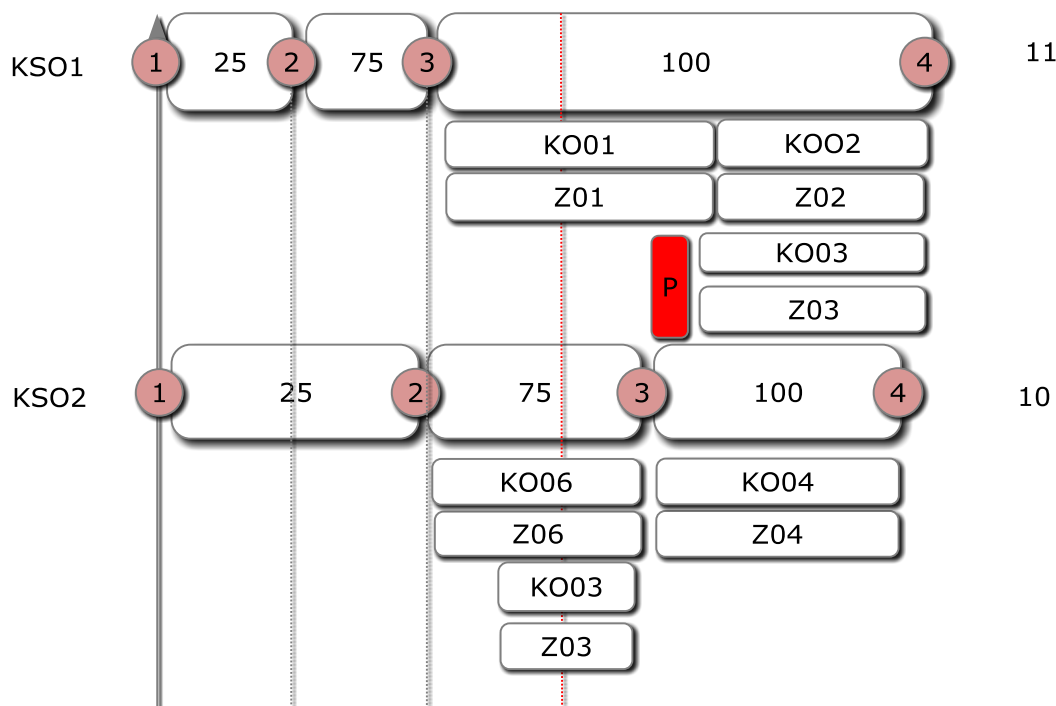 KSO1 1 25 2 75 3 100 4 11
KO01 KOO2
Z01 Z02
KO03
P
Z03
KSO2 1 25 2 75 3 100 4 10
KO06 KO04
Z06 Z04
KO03
Z03